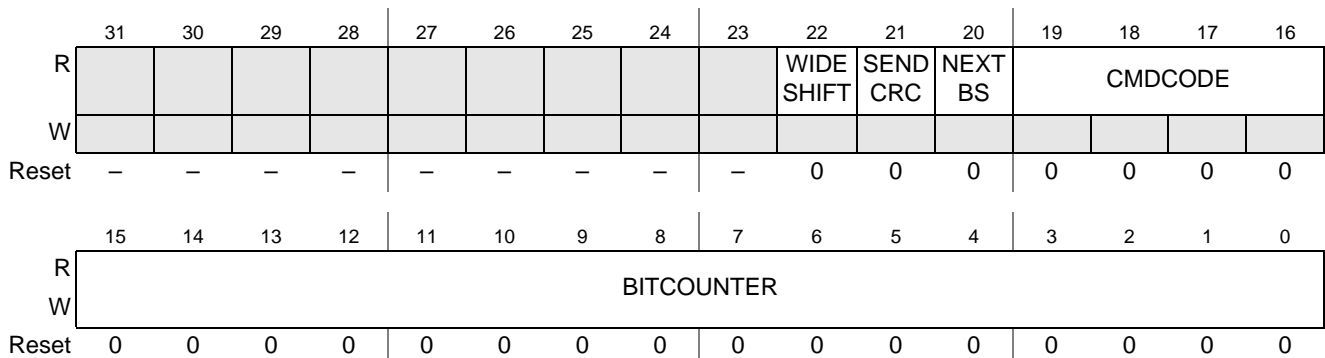 31 30 29 28 27 26 25 24 23 22 21 20 19 18 17 16
R WIDE SHIFT SEND CRC NEXT BS CMDCODE
W
Reset – – – – – – – – – 0 0 0 0 0 0 0
15 14 13 12 11 10 9 8 7 6 5 4 3 2 1 0
R
BITCOUNTER
W
Reset 0 0 0 0 0 0 0 0 0 0 0 0 0 0 0 0